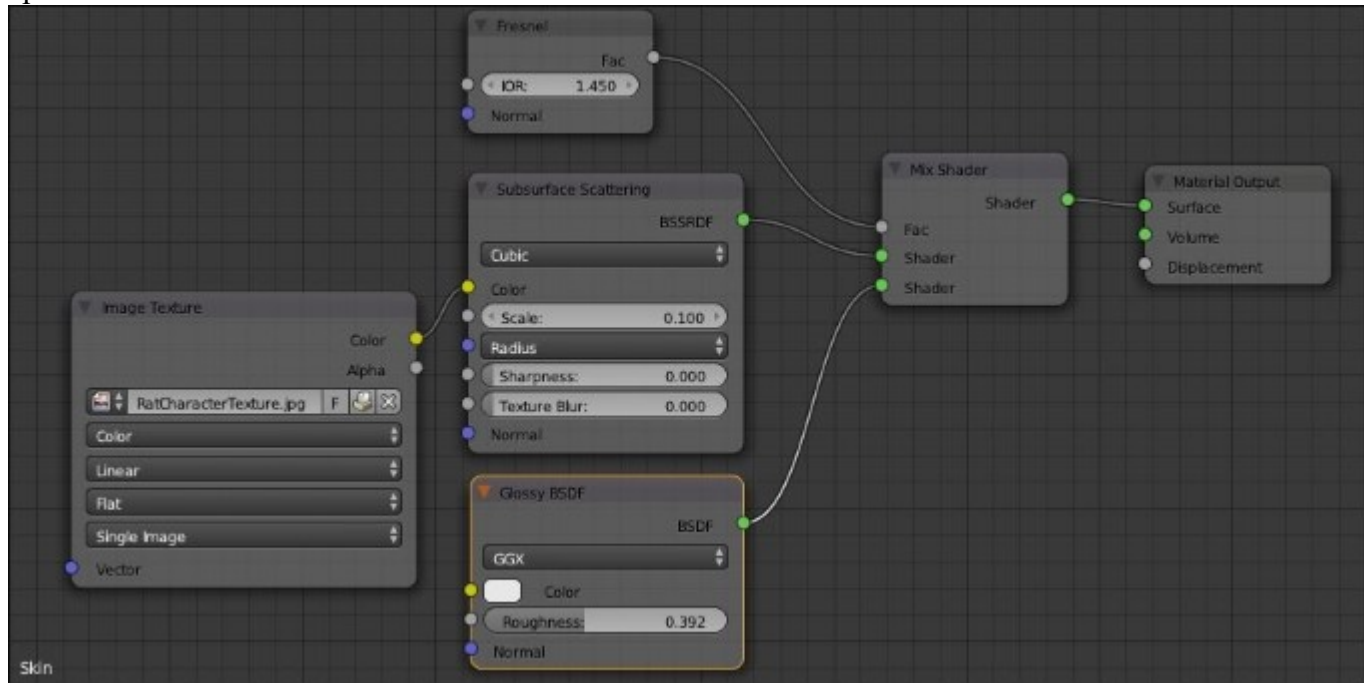 Fresnel
Fac
IOR: 1.450
Normal
Subsurface Scattering
BSSRDF
Cubic
Color
Scale: 0.100
Radius
Sharpness: 0.000
Texture Blur: 0.000
Normal
Image Texture
Color
Alpha
RatCharacterTexture.jpg F
Color
Linear
Flat
Single Image
Vector
Glossy BSDF
BSDF
GGX
Color
Roughness: 0.392
Normal
Mix Shader
Shader
Fac
Shader
Shader
Material Output
Surface
Volume
Displacement
Skin